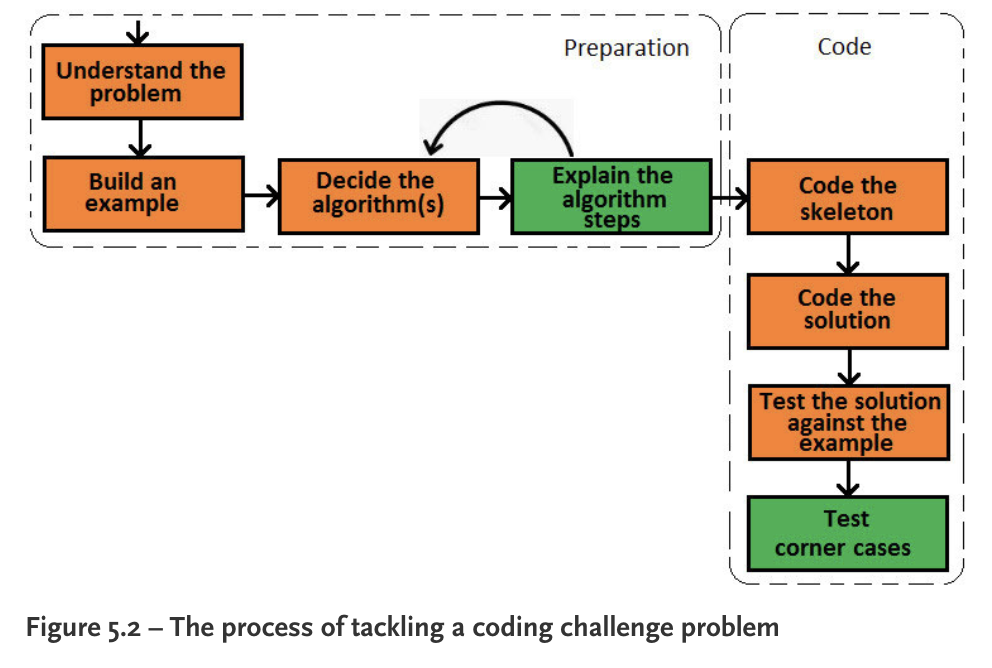 Preparation
Understand the
problem
Build an
example
Decide the
algorithm(s)
Explain the
algorithm
steps
Code
Code the
skeleton
Code the
solution
Test the solution
against the
example
Test
corner cases
Figure 5.2 – The process of tackling a coding challenge problem